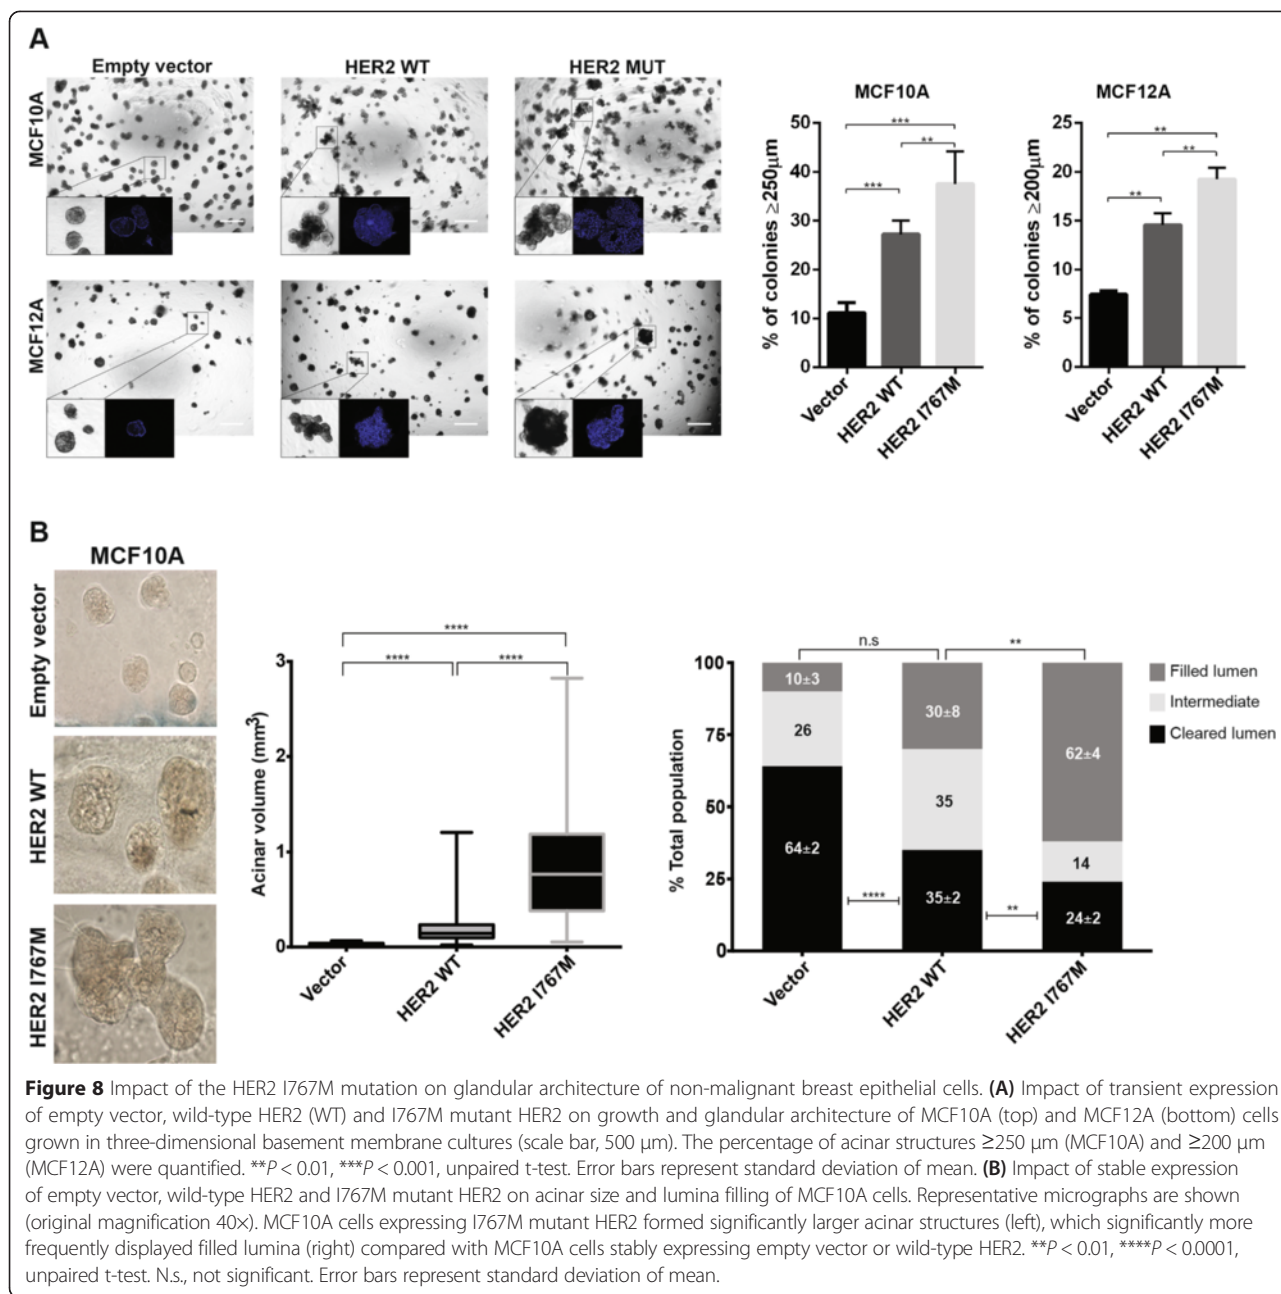 A
Empty vector
HER2 WT
HER2 MUT
MCF10A
MCF12A
MCF10A
% of colonies ≥250µm
50
40
30
20
10
0
***
**
***
Vector
HER2 WT
HER2 I767M
MCF12A
% of colonies ≥200µm
25
20
15
10
5
0
**
**
**
Vector
HER2 WT
HER2 I767M
B
MCF10A
Empty vector
HER2 WT
HER2 I767M
Acinar volume (mm³)
3
2
1
0
****
****
****
Vector
HER2 WT
HER2 I767M
% Total population
100
75
50
25
0
n.s
**
10±3
26
64±2
****
30±8
35
35±2
**
62±4
14
24±2
Vector
HER2 WT
HER2 I767M
Filled lumen
Intermediate
Cleared lumen
Figure 8 Impact of the HER2 I767M mutation on glandular architecture of non-malignant breast epithelial cells. (A) Impact of transient expression
of empty vector, wild-type HER2 (WT) and I767M mutant HER2 on growth and glandular architecture of MCF10A (top) and MCF12A (bottom) cells
grown in three-dimensional basement membrane cultures (scale bar, 500 µm). The percentage of acinar structures ≥250 µm (MCF10A) and ≥200 µm
(MCF12A) were quantified. **P < 0.01, ***P < 0.001, unpaired t-test. Error bars represent standard deviation of mean. (B) Impact of stable expression
of empty vector, wild-type HER2 and I767M mutant HER2 on acinar size and lumina filling of MCF10A cells. Representative micrographs are shown
(original magnification 40×). MCF10A cells expressing I767M mutant HER2 formed significantly larger acinar structures (left), which significantly more
frequently displayed filled lumina (right) compared with MCF10A cells stably expressing empty vector or wild-type HER2. **P < 0.01, ****P < 0.0001,
unpaired t-test. N.s., not significant. Error bars represent standard deviation of mean.